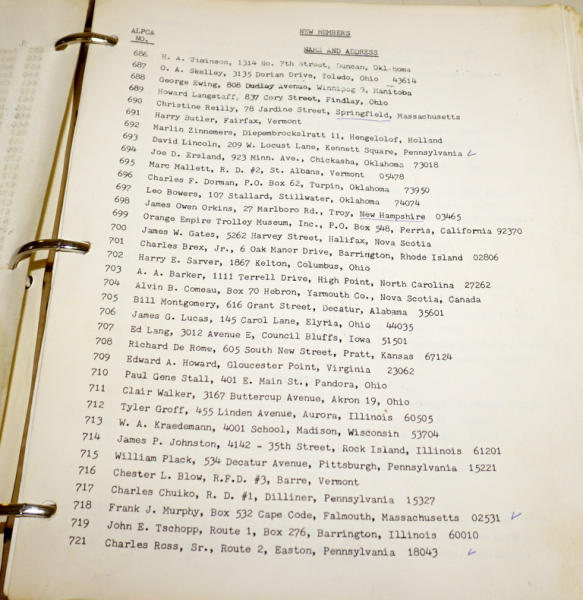 ALPCA NO.
NEW MEMBERS
NAME AND ADDRESS
686 H. A. 1314 No. 7th Street, Duncan, Oklahoma
687 O. A. Skelley, 3135 Dorian Drive, Toledo, Ohio 43614
688 George Ewing, 808 Dudley Avenue, Winnipeg 9, Manitoba
689 Howard Langstaff, 837 Cory Street, Findlay, Ohio
690 Christine Reilly, 78 Jardine Street, Springfield, Massachusetts
691 Harry Butler, Fairfax, Vermont
692 Marlin Zinnemers, Diepembrockslratt 11, Hengelolof, Holland
693 David Lincoln, 209 W. Locust Lane, Kennett Square, Pennsylvania
694 Joe D. Ersland, 923 Minn. Ave., Chickasha, Oklahoma 73018
695 Marc Mallett, R. D. #2, St. Albans, Vermont 05478
696 Charles F. Dorman, P.O. Box 62, Turpin, Oklahoma 73950
697 Leo Bowers, 107 Stallard, Stillwater, Oklahoma 74074
698 James Owen Orkins, 27 Marlboro Rd., Troy, New Hampshire 03465
699 Orange Empire Trolley Museum, Inc., P.O. Box 548, Perris, California 92370
700 James W. Gates, 5262 Harvey Street, Halifax, Nova Scotia
701 Charles Brex, Jr., 6 Oak Manor Drive, Barrington, Rhode Island 02806
702 Harry E. Sarver, 1867 Kelton, Columbus, Ohio
703 A. A. Barker, 1111 Terrell Drive, High Point, North Carolina 27262
704 Alvin B. Comeau, Box 70 Hebron, Yarmouth Co., Nova Scotia, Canada
705 Bill Montgomery, 616 Grant Street, Decatur, Alabama 35601
706 James G. Lucas, 145 Carol Lane, Elyria, Ohio 44035
707 Ed Lang, 3012 Avenue E, Council Bluffs, Iowa 51501
708 Richard De Rome, 605 South New Street, Pratt, Kansas 67124
709 Edward A. Howard, Gloucester Point, Virginia 23062
710 Paul Gene Stall, 401 E. Main St., Pandora, Ohio
711 Clair Walker, 3167 Buttercup Avenue, Akron 19, Ohio
712 Tyler Groff, 455 Linden Avenue, Aurora, Illinois 60505
713 W. A. Kraedemann, 4001 School, Madison, Wisconsin 53704
714 James P. Johnston, 4142 - 35th Street, Rock Island, Illinois 61201
715 William Plack, 534 Decatur Avenue, Pittsburgh, Pennsylvania 15221
716 Chester L. Blow, R.F.D. #3, Barre, Vermont
717 Charles Chuiko, R. D. #1, Dilliner, Pennsylvania 15327
718 Frank J. Murphy, Box 532 Cape Code, Falmouth, Massachusetts 02531
719 John E. Tschopp, Route 1, Box 276, Barrington, Illinois 60010
721 Charles Ross, Sr., Route 2, Easton, Pennsylvania 18043